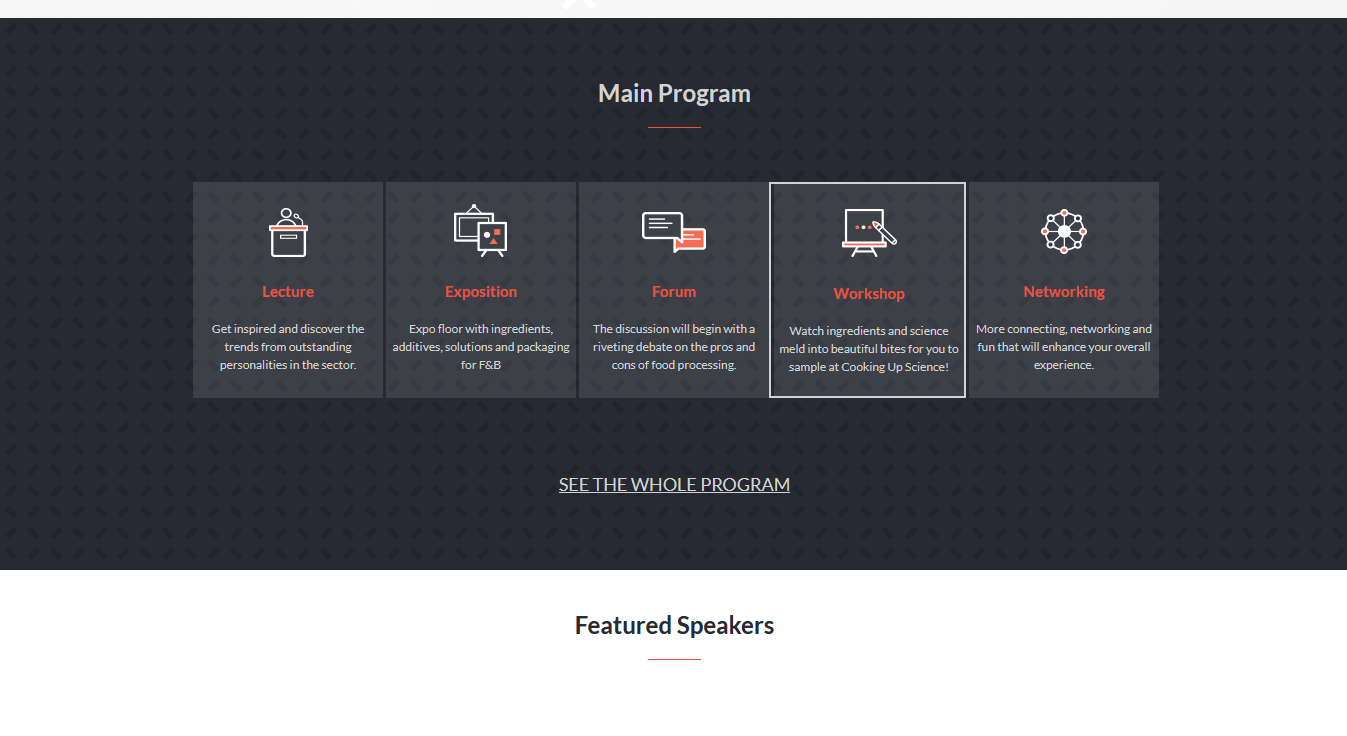 Main Program
Lecture
Get inspired and discover the
trends from outstanding
personalities in the sector.
Exposition
Expo floor with ingredients,
additives, solutions and packaging
for F&B
Forum
The discussion will begin with a
riveting debate on the pros and
cons of food processing.
Workshop
Watch ingredients and science
meld into beautiful bites for you to
sample at Cooking Up Science!
Networking
More connecting, networking and
fun that will enhance your overall
experience.
SEE THE WHOLE PROGRAM
Featured Speakers